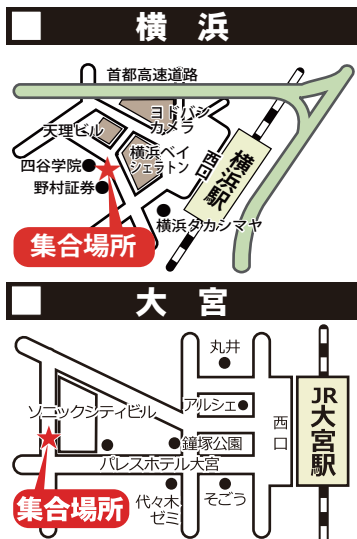 横 浜
首都高速道路
ヨドバシ
カメラ
天理ビル
横浜ベイ
シェラトン
西口
横浜駅
四谷学院
野村証券
横浜タカシマヤ
集合場所
大 宮
丸井
JR
大宮駅
アルシェ
ソニックシティビル
西口
鐘塚公園
パレスホテル大宮
代々木
ゼミ
そごう
集合場所